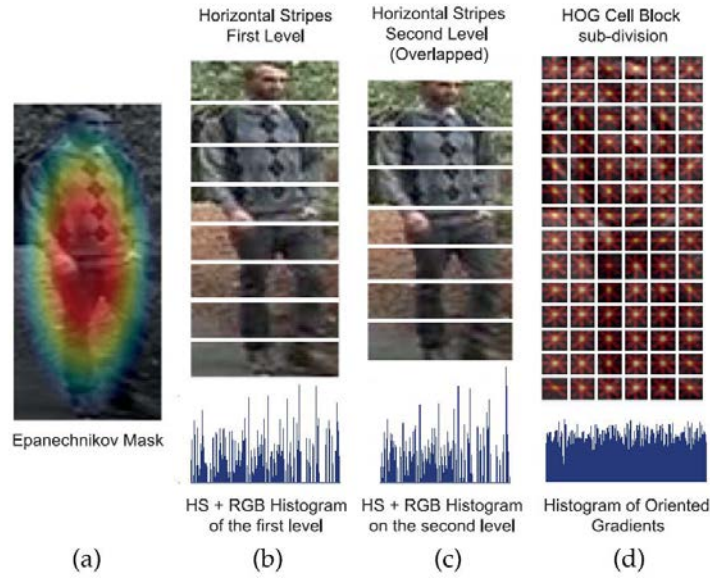 Horizontal Stripes
First Level
Horizontal Stripes
Second Level
(Overlapped)
HOG Cell Block
sub-division
Epanechnikov Mask
HS + RGB Histogram
of the first level
HS + RGB Histogram
on the second level
Histogram of Oriented
Gradients
(a)
(b)
(c)
(d)